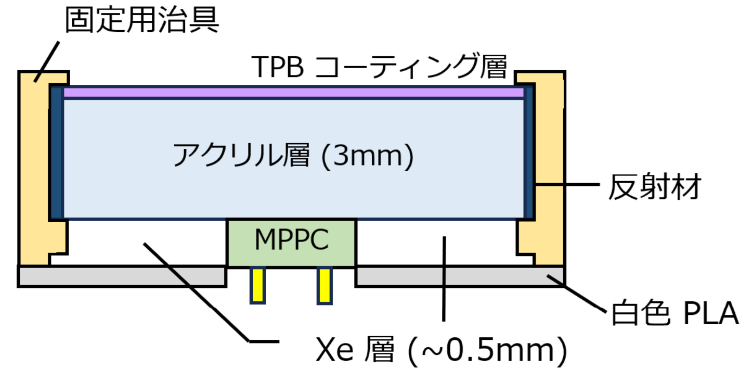 固定用治具
TPB コーティング層
アクリル層 (3mm)
反射材
MPPC
白色 PLA
Xe 層 (~0.5mm)